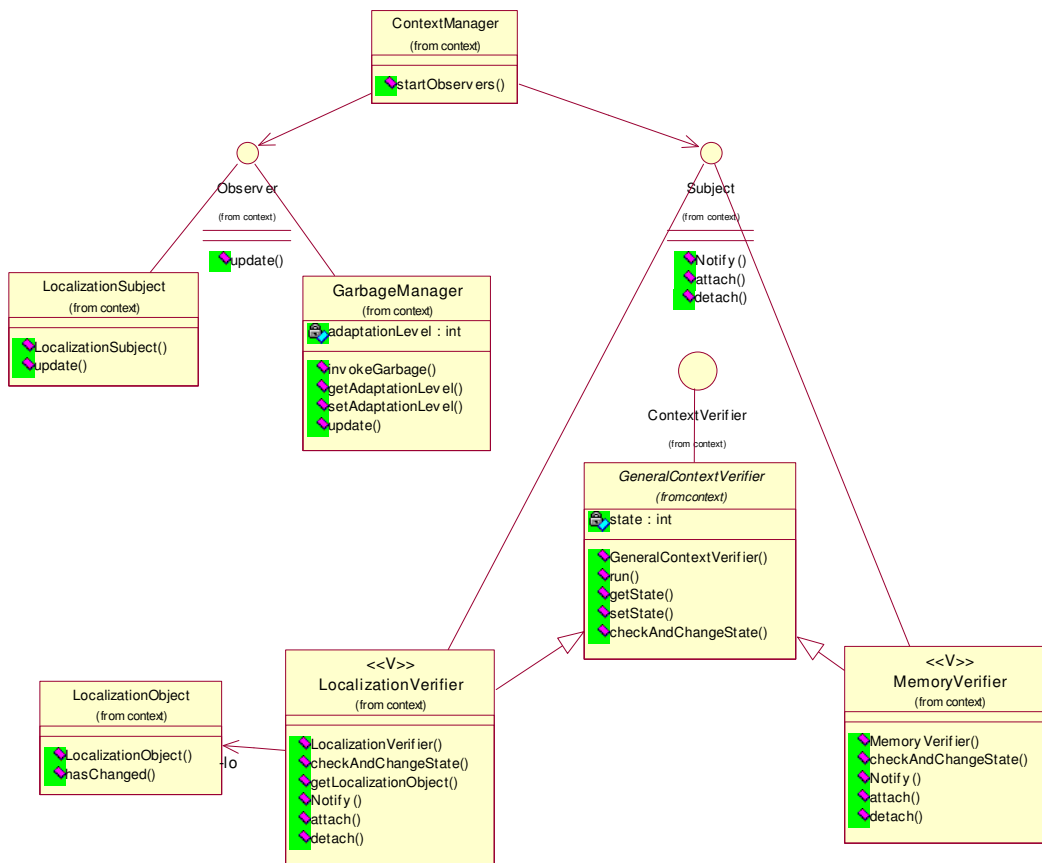 ContextManager
(from context)
startObservers()
Observer
(from context)
update()
Subject
(from context)
Notify()
attach()
detach()
LocalizationSubject
(from context)
LocalizationSubject()
update()
GarbageManager
(from context)
adaptationLevel : int
invokeGarbage()
getAdaptationLevel()
setAdaptationLevel()
update()
ContextVerifier
(from context)
GeneralContextVerifier
(fromcontext)
state : int
GeneralContextVerifier()
run()
getState()
setState()
checkAndChangeState()
LocalizationObject
(from context)
LocalizationObject()
hasChanged()
-lo
<<V>>
LocalizationVerifier
(from context)
LocalizationVerifier()
checkAndChangeState()
getLocalizationObject()
Notify()
attach()
detach()
<<V>>
MemoryVerifier
(from context)
MemoryVerifier()
checkAndChangeState()
Notify()
attach()
detach()